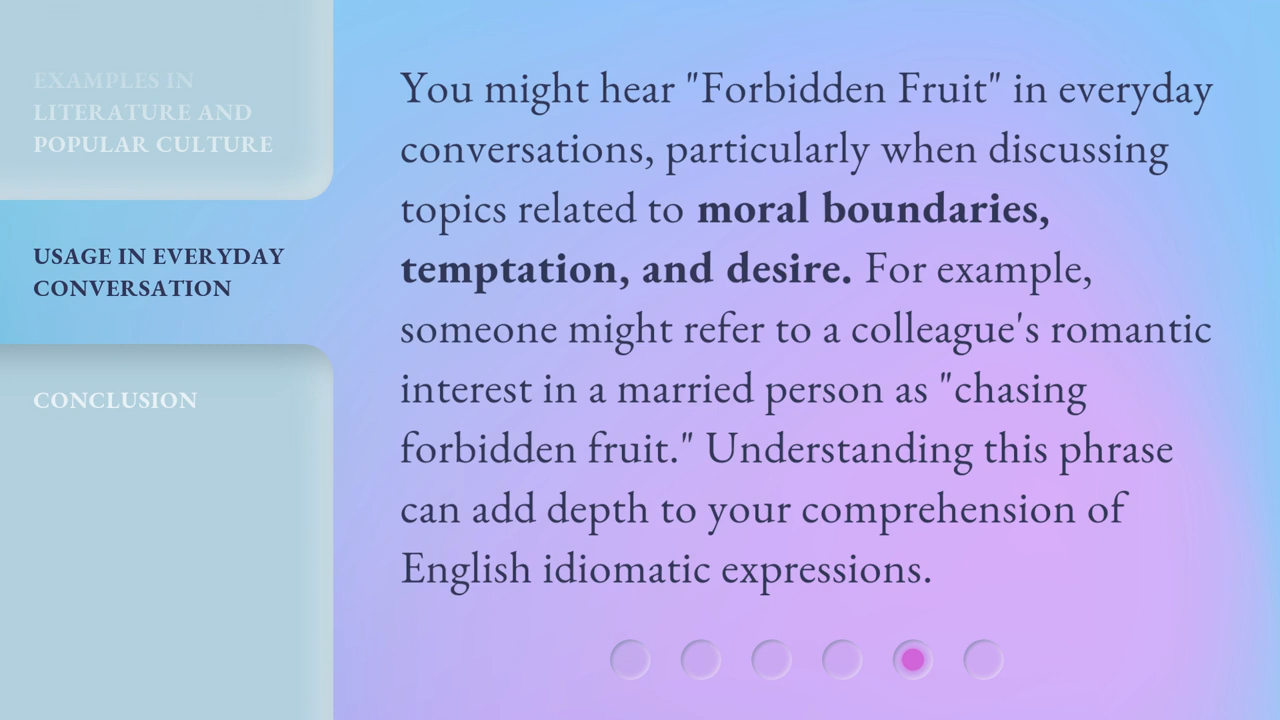 EXAMPLES IN
LITERATURE AND
POPULAR CULTURE
USAGE IN EVERYDAY
CONVERSATION
CONCLUSION
You might hear "Forbidden Fruit" in everyday
conversations, particularly when discussing
topics related to moral boundaries,
temptation, and desire. For example,
someone might refer to a colleague's romantic
interest in a married person as "chasing
forbidden fruit." Understanding this phrase
can add depth to your comprehension of
English idiomatic expressions.